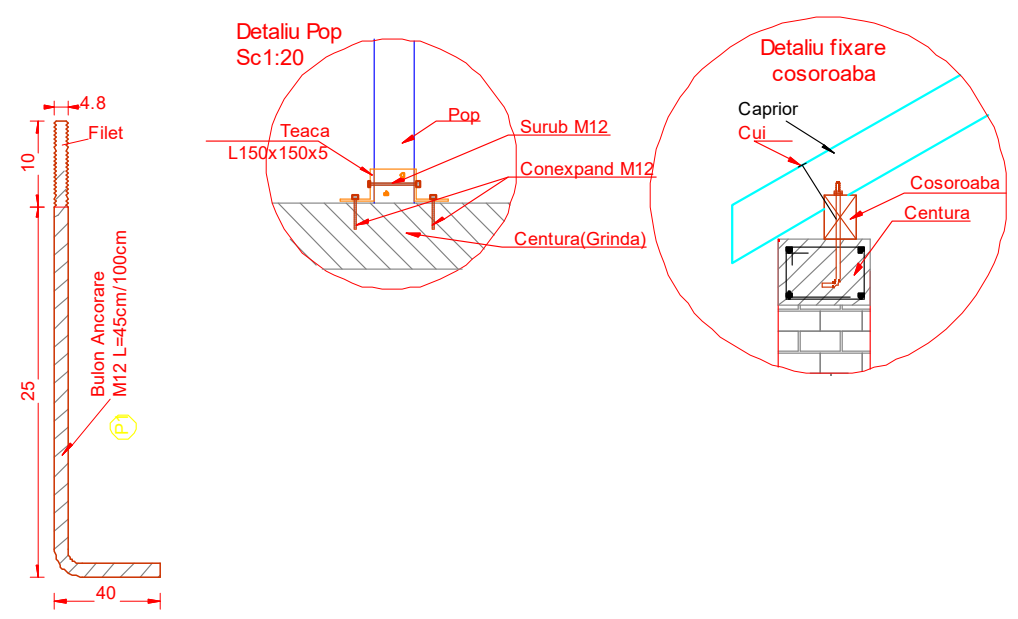 4.8
Filet
10
25
Bulon Ancorare
M12 L=45cm/100cm
P1
40
Detaliu Pop
Sc1:20
Pop
Teaca
L150x150x5
Surub M12
Conexpand M12
Centura(Grinda)
Detaliu fixare
cosoroaba
Caprior
Cui
Cosoroaba
Centura